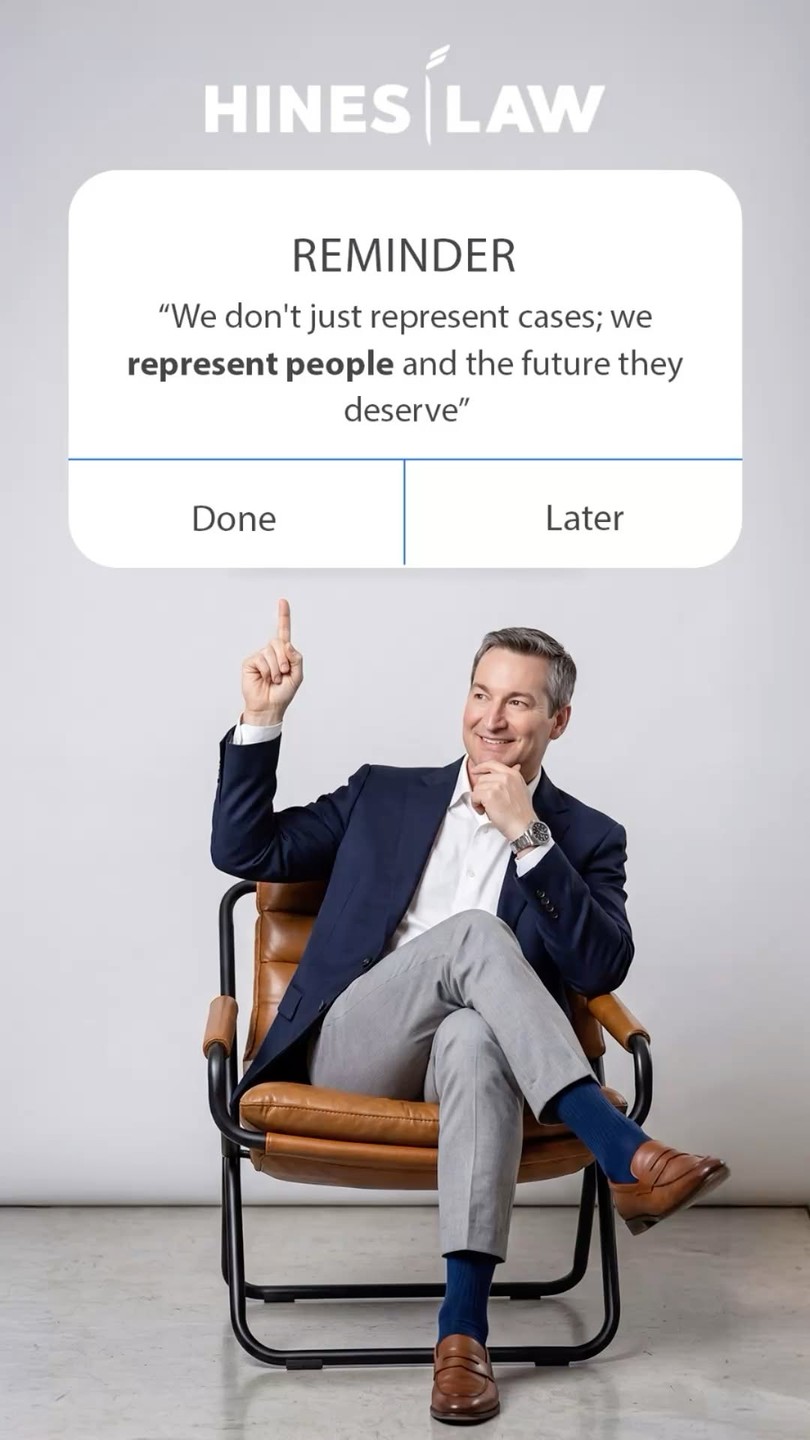 HINES LAW
REMINDER
“We don't just represent cases; we
represent people and the future they
deserve”
Done
Later